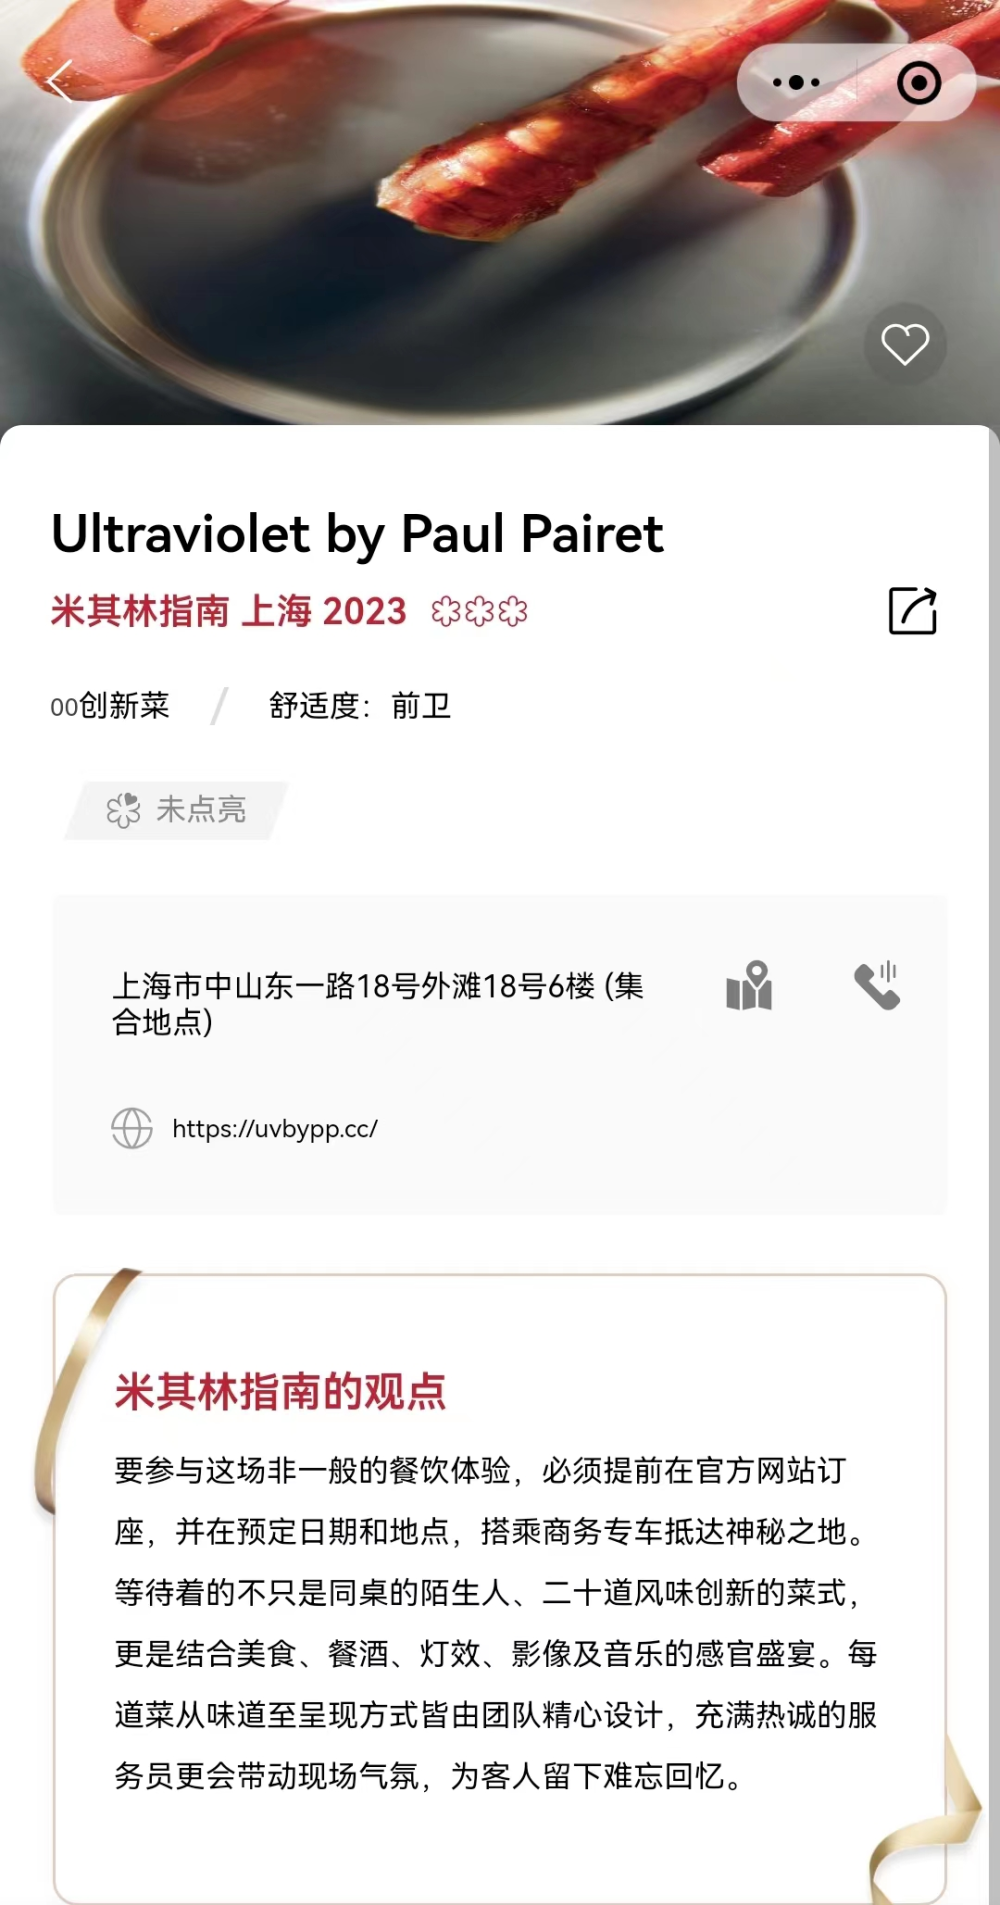 Ultraviolet by Paul Pairet
米其林指南 上海 2023
00创新菜 / 舒适度：前卫
未点亮
上海市中山东一路18号外滩18号6楼 (集
合地点)
https://uvbypp.cc/
米其林指南的观点
要参与这场非一般的餐饮体验，必须提前在官方网站订
座，并在预定日期和地点，搭乘商务专车抵达神秘之地。
等待着的不只是同桌的陌生人、二十道风味创新的菜式，
更是结合美食、餐酒、灯效、影像及音乐的感官盛宴。每
道菜从味道至呈现方式皆由团队精心设计，充满热诚的服
务员更会带动现场气氛，为客人留下难忘回忆。